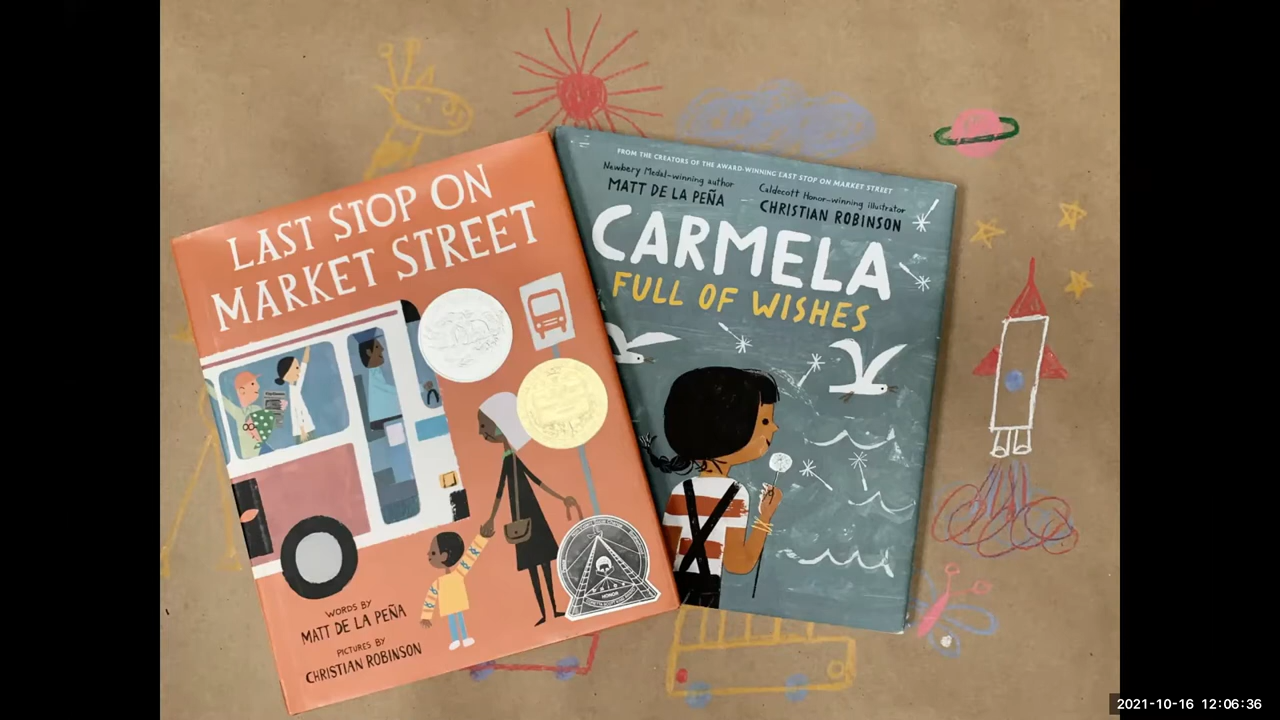 LAST STOP ON
MARKET STREET
WORDS BY
MATT DE LA PEÑA
PICTURES BY
CHRISTIAN ROBINSON
HONOR
FROM THE CREATORS OF THE AWARD-WINNING LAST STOP ON MARKET STREET
Newbery Medal-winning author
MATT DE LA PEÑA
Caldecott Honor-winning illustrator
CHRISTIAN ROBINSON
CARMELA
FULL OF WISHES
2021-10-16 12:06:36